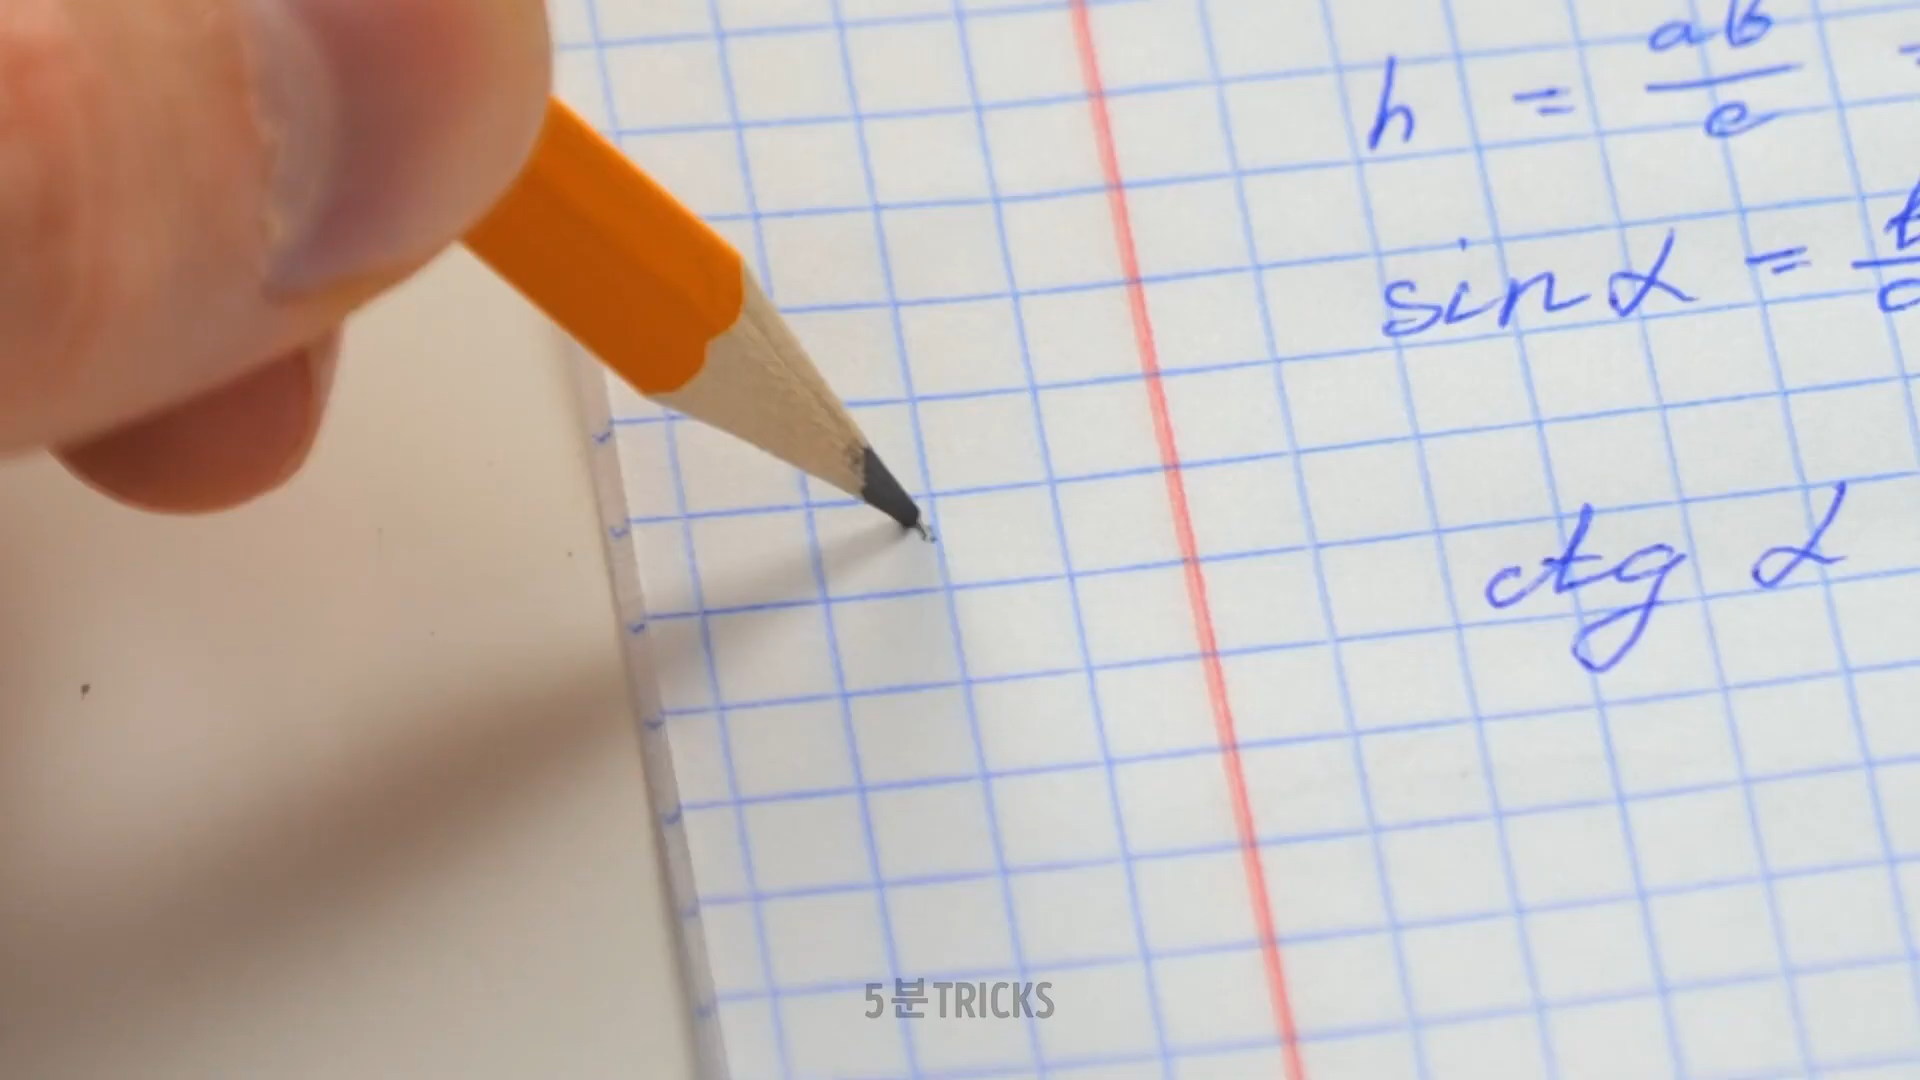 h = ab/c
sin α =
ctg α
5분TRICKS